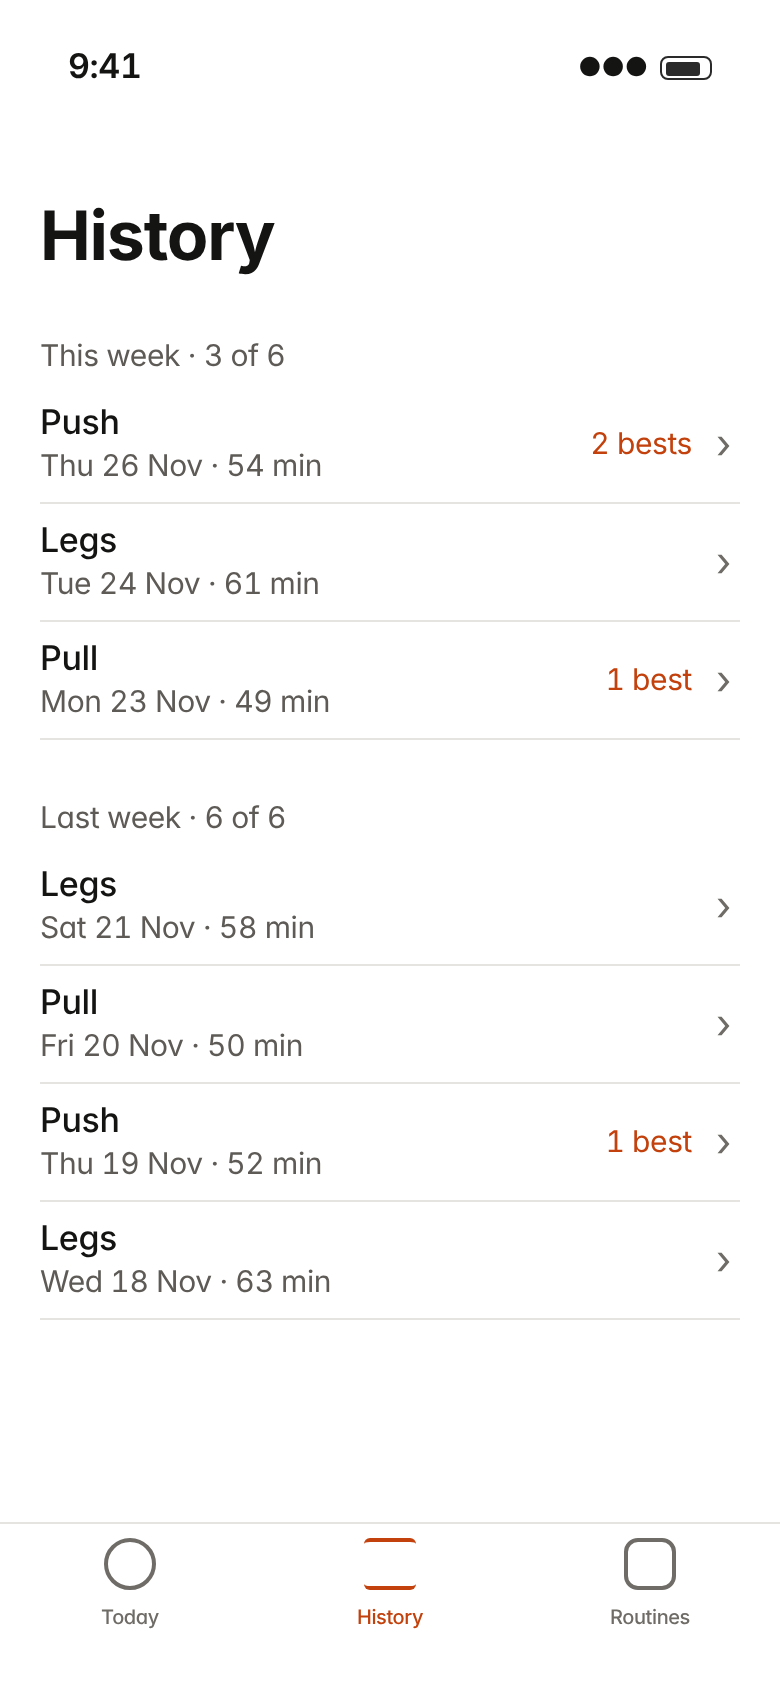 9:41
History
This week · 3 of 6
Push
Thu 26 Nov · 54 min
2 bests
Legs
Tue 24 Nov · 61 min
Pull
Mon 23 Nov · 49 min
1 best
Last week · 6 of 6
Legs
Sat 21 Nov · 58 min
Pull
Fri 20 Nov · 50 min
Push
Thu 19 Nov · 52 min
1 best
Legs
Wed 18 Nov · 63 min
Today
History
Routines